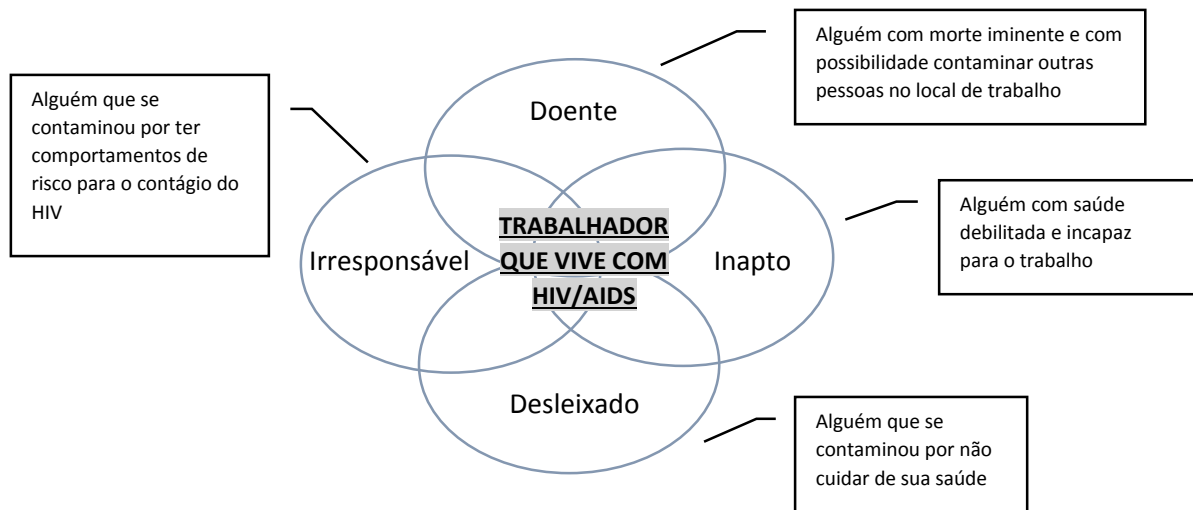 Alguém com morte iminente e com
possibilidade contaminar outras
pessoas no local de trabalho
Alguém que se
contaminou por ter
comportamentos de
risco para o contágio do
HIV
Doente
Alguém com saúde
debilitada e incapaz
para o trabalho
Irresponsável
TRABALHADOR
QUE VIVE COM
HIV/AIDS
Inapto
Desleixado
Alguém que se
contaminou por não
cuidar de sua saúde